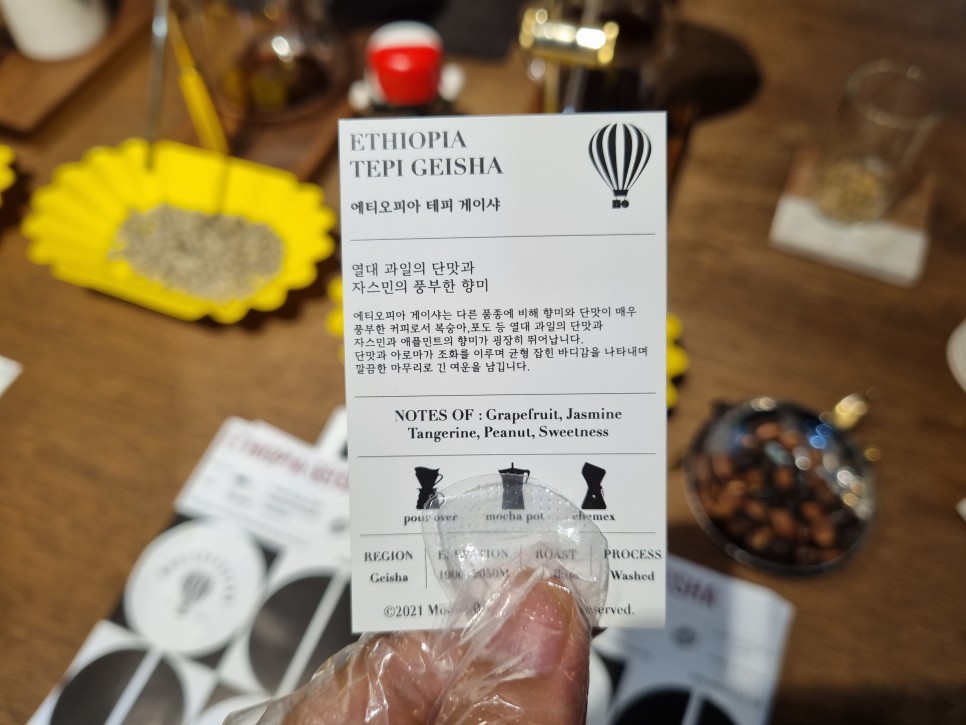 ETHIOPIA
TEPI GEISHA
에티오피아 테피 게이샤
열대 과일의 단맛과
자스민의 풍부한 향미
에티오피아 게이샤는 다른 품종에 비해 향미와 단맛이 매우
풍부한 커피로서 복숭아,포도 등 열대 과일의 단맛과
자스민과 애플민트의 향미가 굉장히 뛰어납니다.
단맛과 아로마가 조화를 이루며 균형 잡힌 바디감을 나타내며
깔끔한 마무리로 긴 여운을 남깁니다.
NOTES OF : Grapefruit, Jasmine
Tangerine, Peanut, Sweetness
pour over mocha pot chemex
REGION ROAST PROCESS
Geisha Washed
©2021 reserved.
ETHIOPIA GEISHA
GEISHA